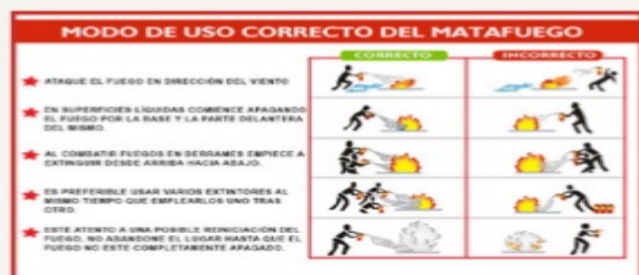 MODO DE USO CORRECTO DEL MATAFUEGO
CORRECTO
INCORRECTO
ATAQUE EL FUEGO EN DIRECCIÓN DEL VIENTO
EN SUPERFICIES LÍQUIDAS COMIENCE APAGANDO
EL FUEGO POR LA BASE Y LA PARTE DELANTERA
DEL MISMO.
AL COMBATIR FUEGOS EN DERRAMES EMPIECE A
EXTINGUIR DESDE ARRIBA HACIA ABAJO.
ES PREFERIBLE USAR VARIOS EXTINTORES AL
MISMO TIEMPO QUE EMPLEARLOS UNO TRAS
OTRO.
ESTE ATENTO A UNA POSIBLE REINICIACIÓN DEL
FUEGO, NO ABANDONE EL LUGAR HASTA QUE EL
FUEGO NO ESTE COMPLETAMENTE APAGADO.